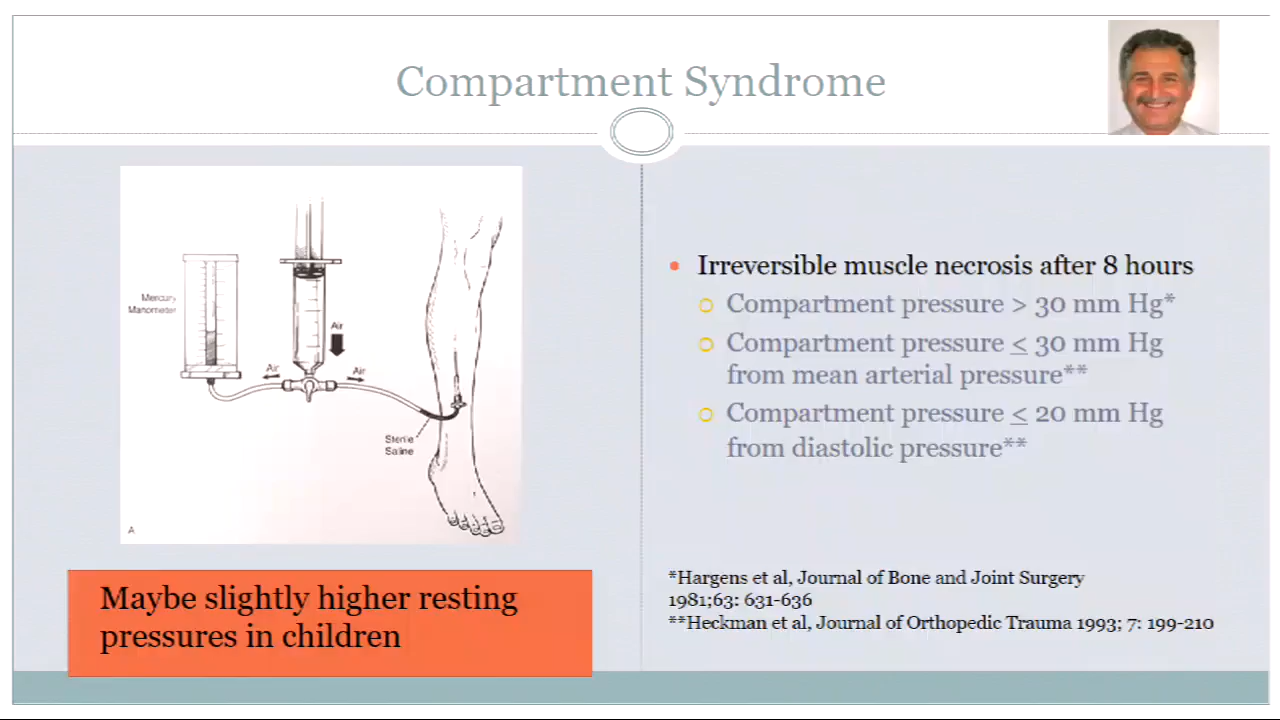 Compartment Syndrome
Mercury
Manometer
Air
Air
Air
Sterile
Saline
A
Maybe slightly higher resting
pressures in children
Irreversible muscle necrosis after 8 hours
Compartment pressure > 30 mm Hg*
Compartment pressure ≤ 30 mm Hg
from mean arterial pressure**
Compartment pressure ≤ 20 mm Hg
from diastolic pressure**
*Hargens et al, Journal of Bone and Joint Surgery
1981;63: 631-636
**Heckman et al, Journal of Orthopedic Trauma 1993; 7: 199-210